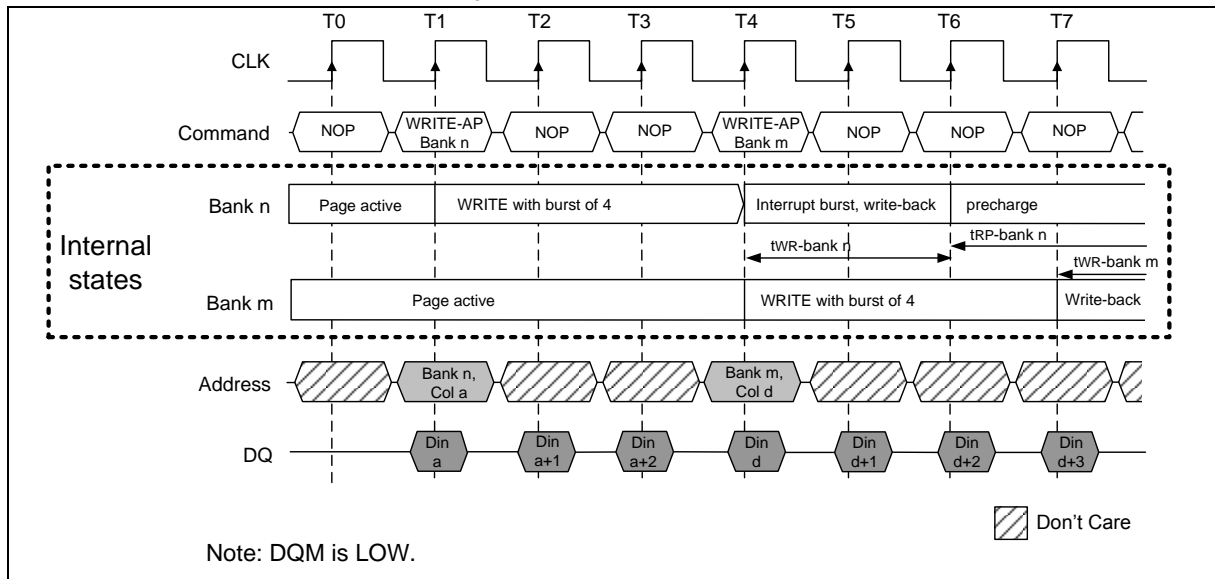 T0 T1 T2 T3 T4 T5 T6 T7
CLK
Command NOP WRITE-AP Bank n NOP NOP WRITE-AP Bank m NOP NOP NOP
Internal states
Bank n Page active WRITE with burst of 4 Interrupt burst, write-back precharge
tWR-bank n tRP-bank n
tWR-bank m
Bank m Page active WRITE with burst of 4 Write-back
Address Bank n, Col a Bank m, Col d
DQ Din a Din a+1 Din a+2 Din d Din d+1 Din d+2 Din d+3
Don't Care
Note: DQM is LOW.